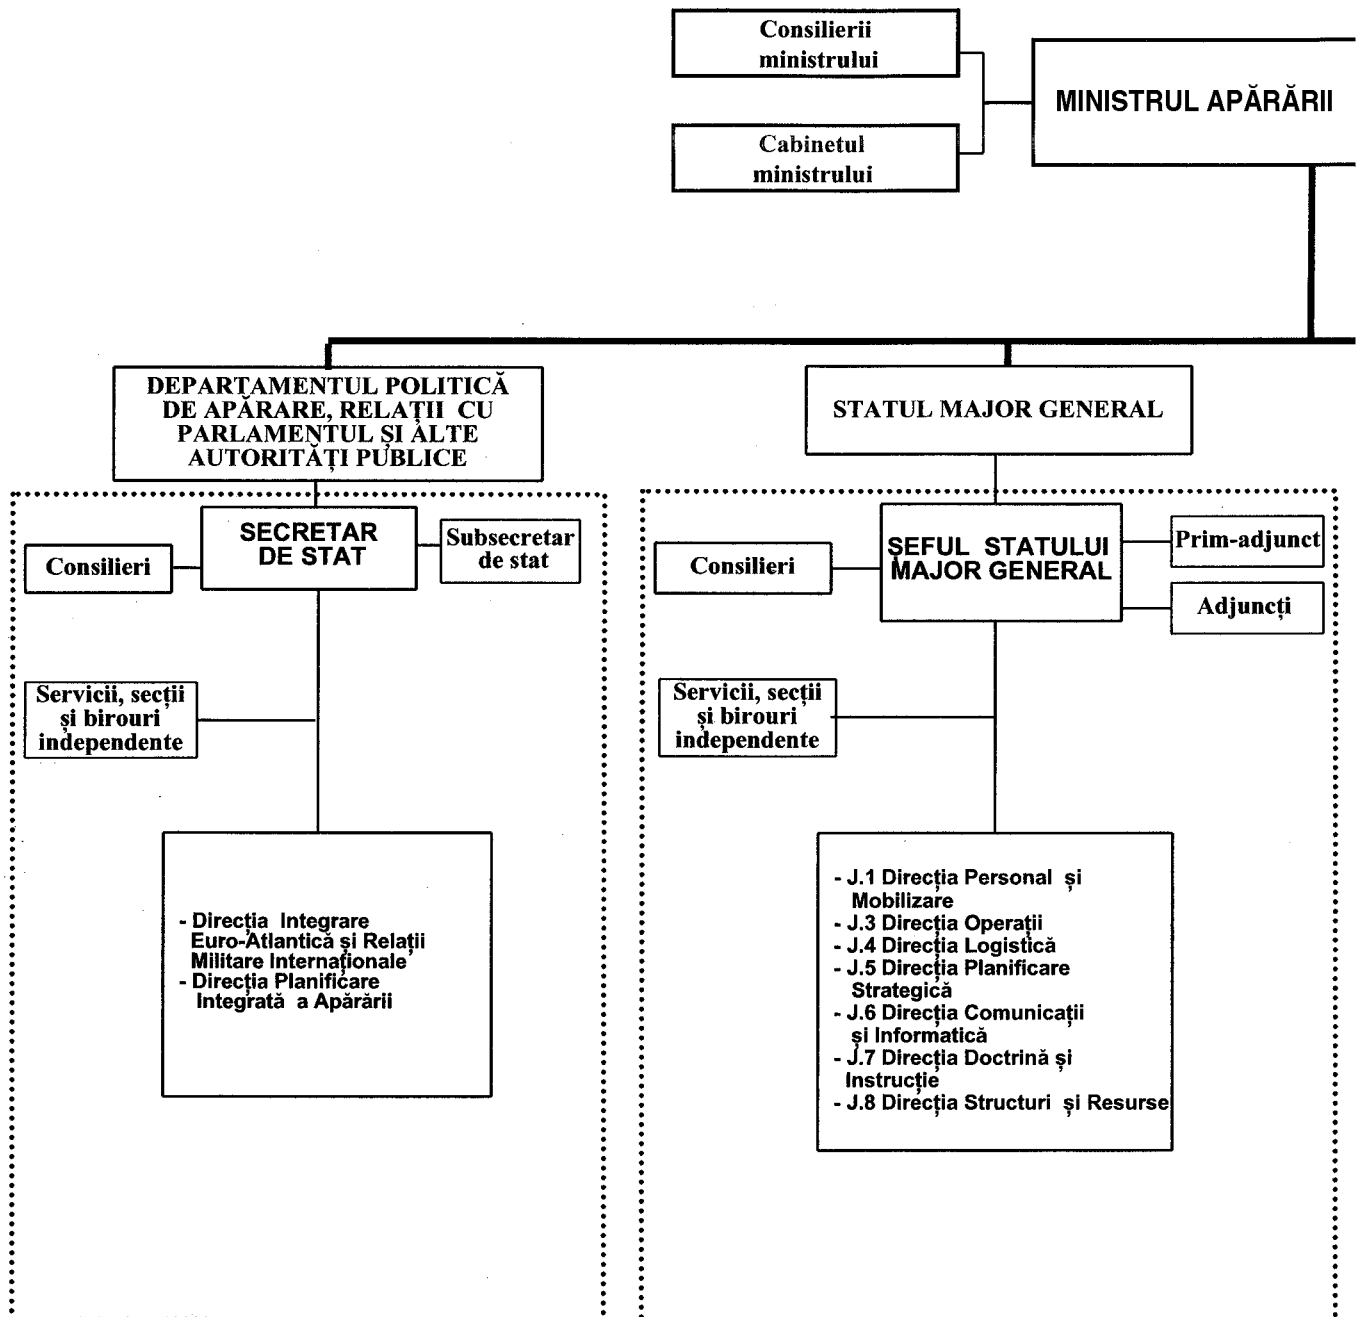 Consilierii
ministrului
MINISTRUL APĂRĂRII
Cabinetul
ministrului
DEPARTAMENTUL POLITICĂ
DE APĂRARE, RELAȚII CU
PARLAMENTUL ȘI ALTE
AUTORITĂȚI PUBLICE
SECRETAR
DE STAT
Subsecretar
de stat
Consilieri
Servicii, secții
și birouri
independente
- Direcția Integrare
Euro-Atlantică și Relații
Militare Internaționale
- Direcția Planificare
Integrată a Apărării
STATUL MAJOR GENERAL
ȘEFUL STATULUI
MAJOR GENERAL
Prim-adjunct
Adjuncți
Consilieri
Servicii, secții
și birouri
independente
- J.1 Direcția Personal și
Mobilizare
- J.3 Direcția Operații
- J.4 Direcția Logistică
- J.5 Direcția Planificare
Strategică
- J.6 Direcția Comunicații
și Informatică
- J.7 Direcția Doctrină și
Instrucție
- J.8 Direcția Structuri și Resurse